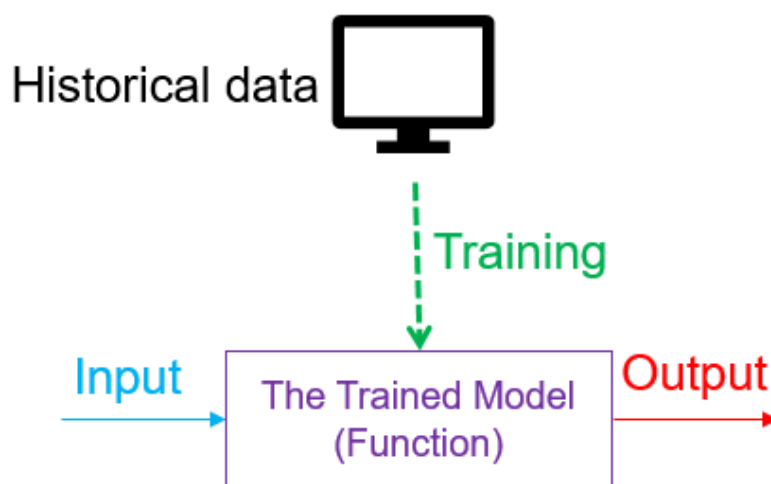 Historical data
Training
Input
The Trained Model
(Function)
Output